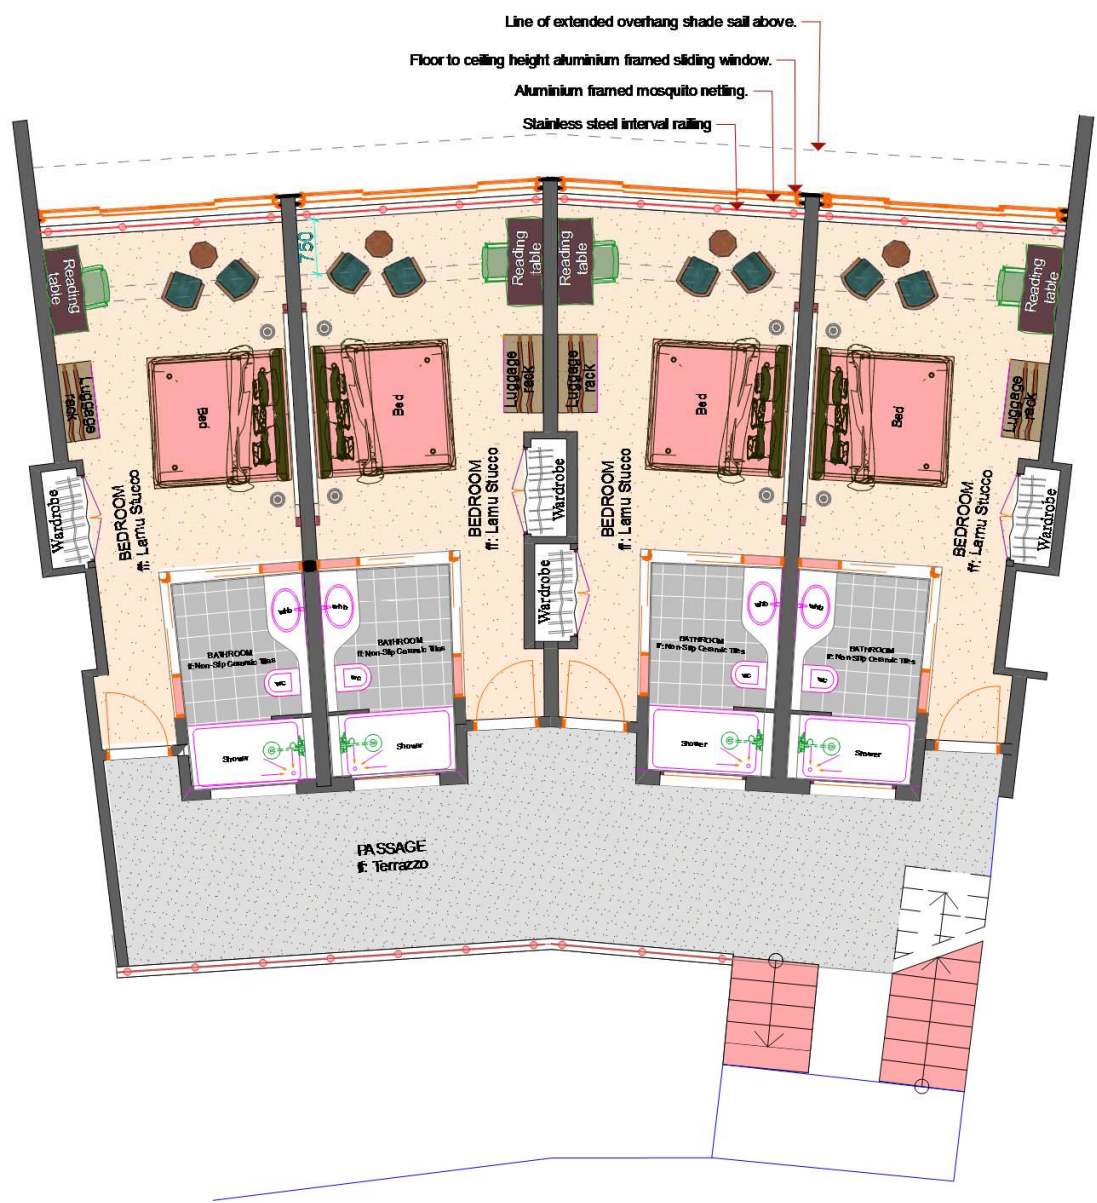 Line of extended overhang shade sail above.
Floor to ceiling height aluminium framed sliding window.
Aluminium framed mosquito netting.
Stainless steel interval railing
750
Reading
table
Reading
table
Reading
table
Reading
table
Luggage
rack
Luggage
rack
Luggage
rack
Luggage
rack
Bed
Bed
Bed
Bed
Wardrobe
BEDROOM
ff: Lamu Stucco
BEDROOM
ff: Lamu Stucco
Wardrobe
Wardrobe
BEDROOM
ff: Lamu Stucco
BEDROOM
ff: Lamu Stucco
Wardrobe
whb
whb
whb
whb
BATHROOM
ff: Non-Slip Ceramic Tiles
BATHROOM
ff: Non-Slip Ceramic Tiles
BATHROOM
ff: Non-Slip Ceramic Tiles
BATHROOM
ff: Non-Slip Ceramic Tiles
wc
wc
wc
wc
Shower
Shower
Shower
Shower
PASSAGE
ff: Terrazzo